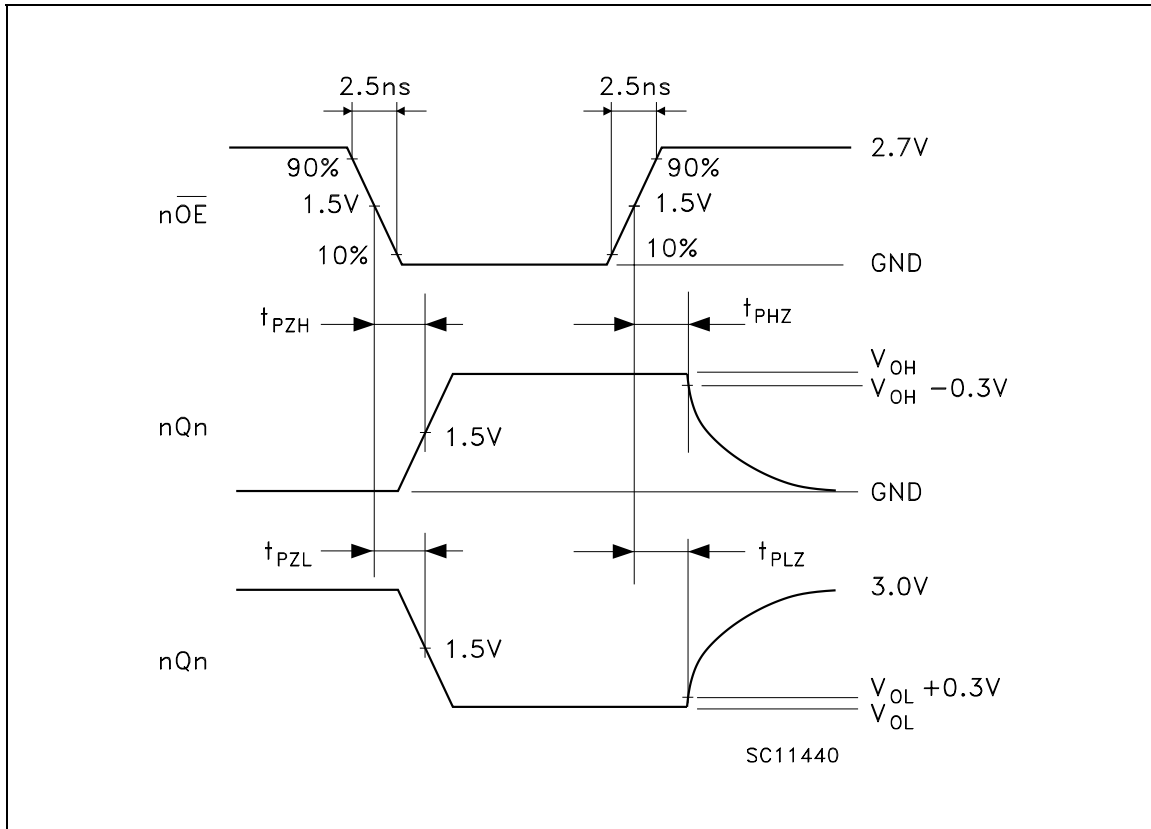 2.5ns 2.5ns
2.7V
90% 90%
nOE 1.5V 1.5V
10% 10%
GND
tPZH tPHZ
VOH
VOH −0.3V
nQn 1.5V
GND
tPZL tPLZ
3.0V
nQn 1.5V
VOL +0.3V
VOL
SC11440